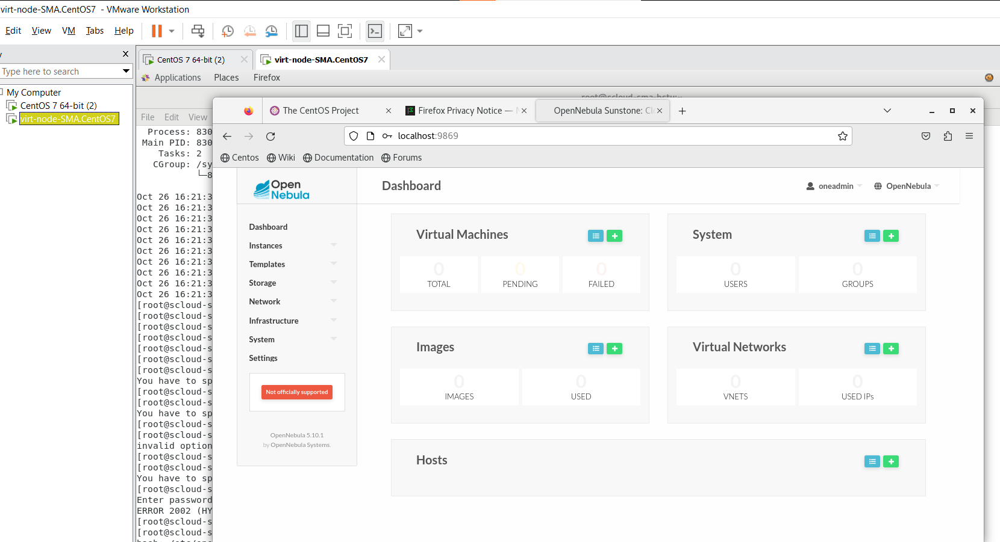 virt-node-SMA.CentOS7 - VMware Workstation
Edit View VM Tabs Help
Type here to search
My Computer
CentOS 7 64-bit (2)
virt-node-SMA.CentOS7
CentOS 7 64-bit (2)
virt-node-SMA.CentOS7
Applications Places Firefox
File Edit View
Process: 830
Main PID: 830
Tasks: 2
CGroup: /sy
└─8
Oct 26 16:21:3
Oct 26 16:21:3
Oct 26 16:21:3
Oct 26 16:21:3
Oct 26 16:21:3
Oct 26 16:21:3
Oct 26 16:21:3
Oct 26 16:21:3
Oct 26 16:21:3
Oct 26 16:21:3
[root@scloud-s
[root@scloud-s
[root@scloud-s
[root@scloud-s
[root@scloud-s
[root@scloud-s
[root@scloud-s
You have to sp
[root@scloud-s
[root@scloud-s
You have to sp
[root@scloud-s
[root@scloud-s
invalid option
[root@scloud-s
[root@scloud-s
You have to sp
[root@scloud-s
Enter password
ERROR 2002 (HY
[root@scloud-s
[root@scloud-s
The CentOS Project
Firefox Privacy Notice —
OpenNebula Sunstone: Cl
localhost:9869
Centos Wiki Documentation Forums
Open
Nebula
Dashboard
oneadmin OpenNebula
Dashboard
Instances
Templates
Storage
Network
Infrastructure
System
Settings
Not officially supported
OpenNebula 5.10.1
by OpenNebula Systems.
Virtual Machines
0 0 0
TOTAL PENDING FAILED
System
0 0
USERS GROUPS
Images
0 0
IMAGES USED
Virtual Networks
0 0
VNETS USED IPs
Hosts